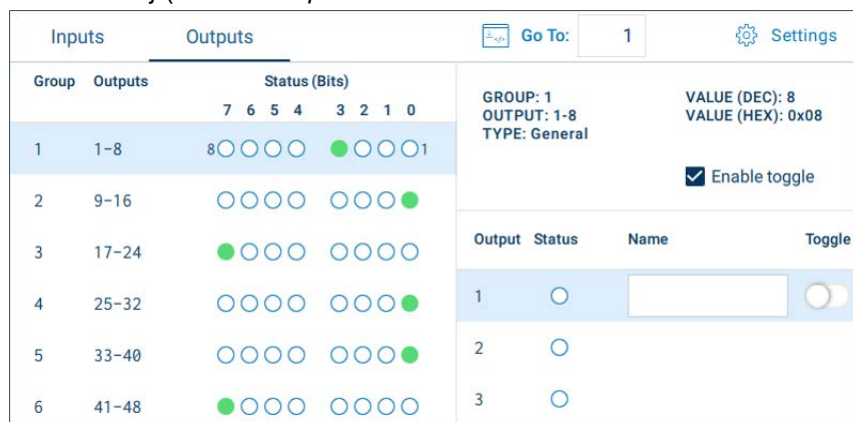 Inputs Outputs Go To: 1 Settings
Group Outputs Status (Bits)
7 6 5 4 3 2 1 0
1 1-8 8 1
2 9-16
3 17-24
4 25-32
5 33-40
6 41-48
GROUP: 1 VALUE (DEC): 8
OUTPUT: 1-8 VALUE (HEX): 0x08
TYPE: General
Enable toggle
Output Status Name Toggle
1
2
3